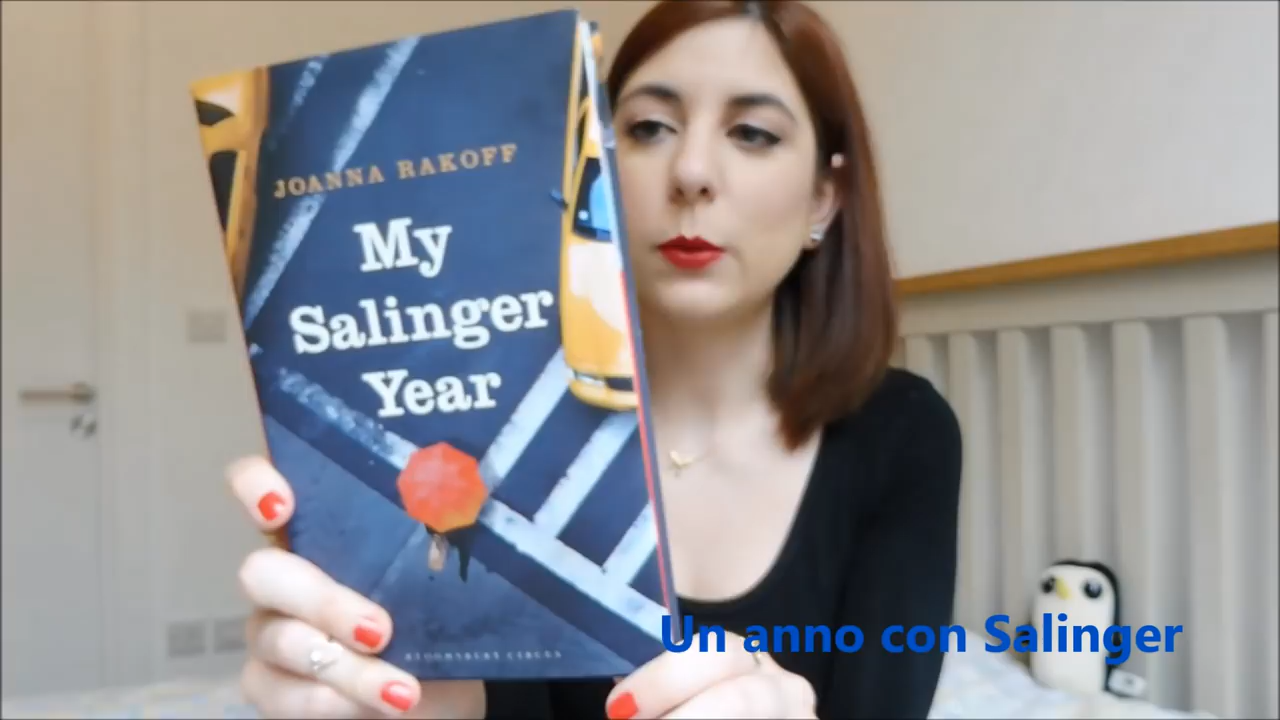 JOANNA RAKOFF
My
Salinger
Year
BLOOMSBURY CIRCUS
Un anno con Salinger